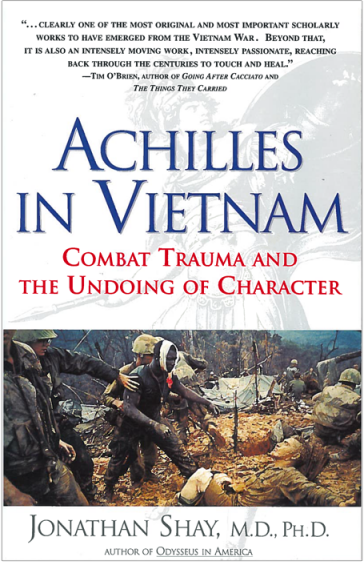 “... CLEARLY ONE OF THE MOST ORIGINAL AND MOST IMPORTANT SCHOLARLY
WORKS TO HAVE EMERGED FROM THE VIETNAM WAR. BEYOND THAT,
IT IS ALSO AN INTENSELY MOVING WORK, INTENSELY PASSIONATE, REACHING
BACK THROUGH THE CENTURIES TO TOUCH AND HEAL.”
—TIM O’BRIEN, AUTHOR OF GOING AFTER CACCIATO AND
THE THINGS THEY CARRIED
ACHILLES
IN VIETNAM
COMBAT TRAUMA AND
THE UNDOING OF CHARACTER
JONATHAN SHAY, M.D., PH.D.
AUTHOR OF ODYSSEUS IN AMERICA